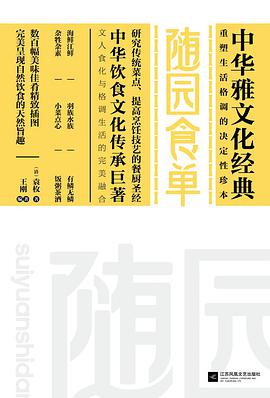 中华雅文化经典
重塑生活格调的决定性珍本
随园食单
研究传统菜点、提高烹饪技艺的餐厨圣经
中华饮食文化传承巨著
文人食化与格调生活的完美融合
海鲜江鲜 — 羽族水族 — 有鳞无鳞
杂牲杂素 — 小菜点心 — 饭粥茶酒
数百幅美味佳肴精致插图
完美呈现自然饮食的天然旨趣
袁枚 著
王刚
suiyuanshidan
随园
江苏凤凰文艺出版社